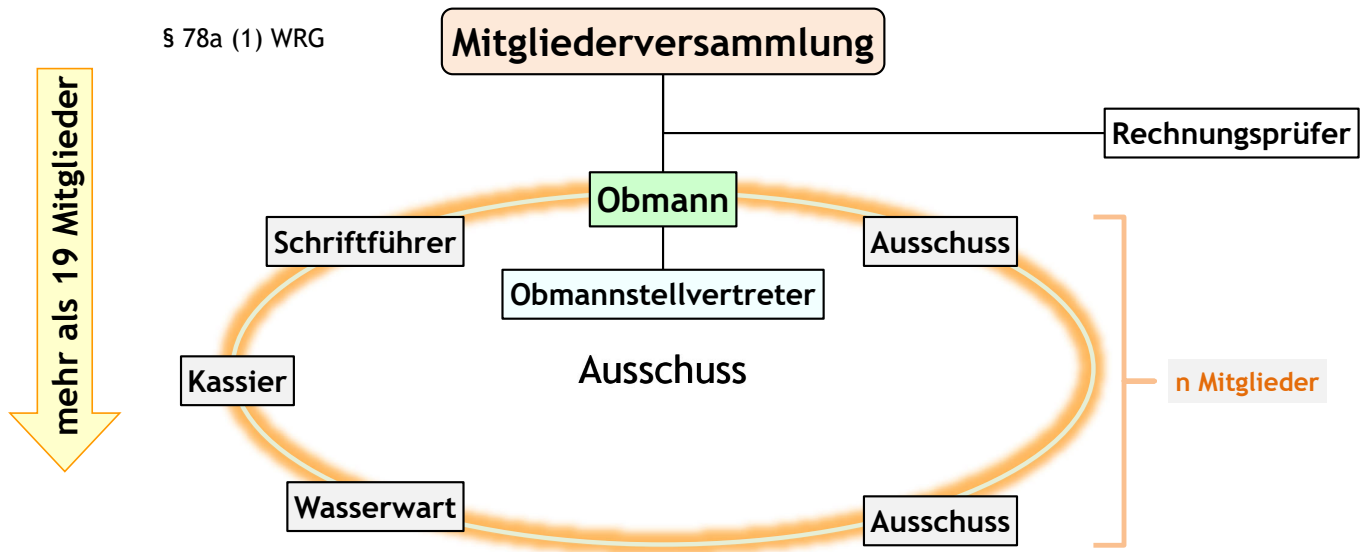 § 78a (1) WRG
Mitgliederversammlung
mehr als 19 Mitglieder
Rechnungsprüfer
Obmann
Schriftführer
Ausschuss
Obmannstellvertreter
Kassier
Ausschuss
n Mitglieder
Wasserwart
Ausschuss